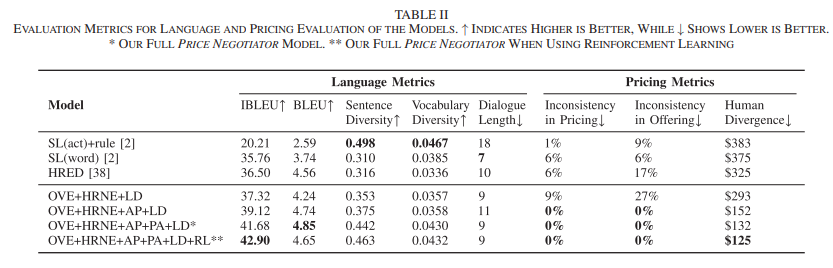 TABLE II
EVALUATION METRICS FOR LANGUAGE AND PRICING EVALUATION OF THE MODELS. ↑ INDICATES HIGHER IS BETTER, WHILE ↓ SHOWS LOWER IS BETTER.
* OUR FULL PRICE NEGOTIATOR MODEL. ** OUR FULL PRICE NEGOTIATOR WHEN USING REINFORCEMENT LEARNING
Language Metrics Pricing Metrics
Model IBLEU↑ BLEU↑ Sentence Vocabulary Dialogue Inconsistency Inconsistency Human
Diversity↑ Diversity↑ Length↓ in Pricing↓ in Offering↓ Divergence↓
SL(act)+rule [2] 20.21 2.59 0.498 0.0467 18 1% 9% $383
SL(word) [2] 35.76 3.74 0.310 0.0385 7 6% 6% $375
HRED [38] 36.50 4.56 0.316 0.0336 10 6% 17% $325
OVE+HRNE+LD 37.32 4.24 0.353 0.0357 9 9% 27% $293
OVE+HRNE+AP+LD 39.12 4.74 0.375 0.0358 11 0% 0% $152
OVE+HRNE+AP+PA+LD* 41.68 4.85 0.442 0.0430 9 0% 0% $132
OVE+HRNE+AP+PA+LD+RL** 42.90 4.65 0.463 0.0432 9 0% 0% $125